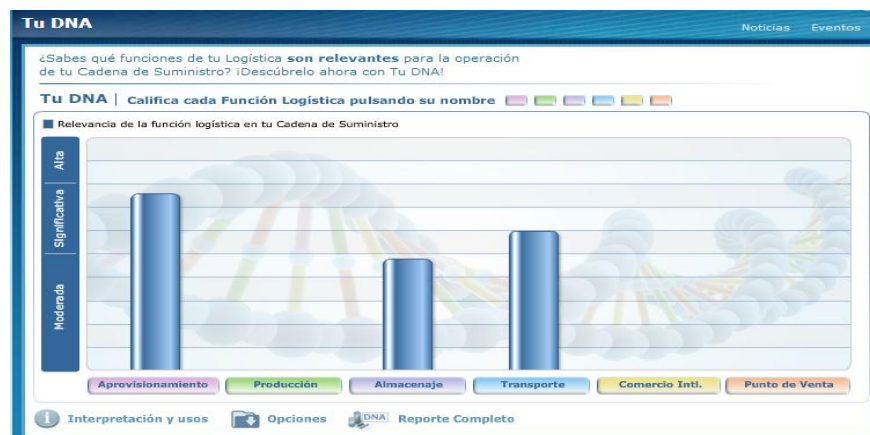 Tu DNA
Noticias Eventos
¿Sabes qué funciones de tu Logística son relevantes para la operación
de tu Cadena de Suministro? ¡Descúbrelo ahora con Tu DNA!
Tu DNA | Califica cada Función Logística pulsando su nombre
Relevancia de la función logística en tu Cadena de Suministro
Alta
Significativa
Moderada
Aprovisionamiento Producción Almacenaje Transporte Comercio Intl. Punto de Venta
Interpretación y usos Opciones DNA Reporte Completo